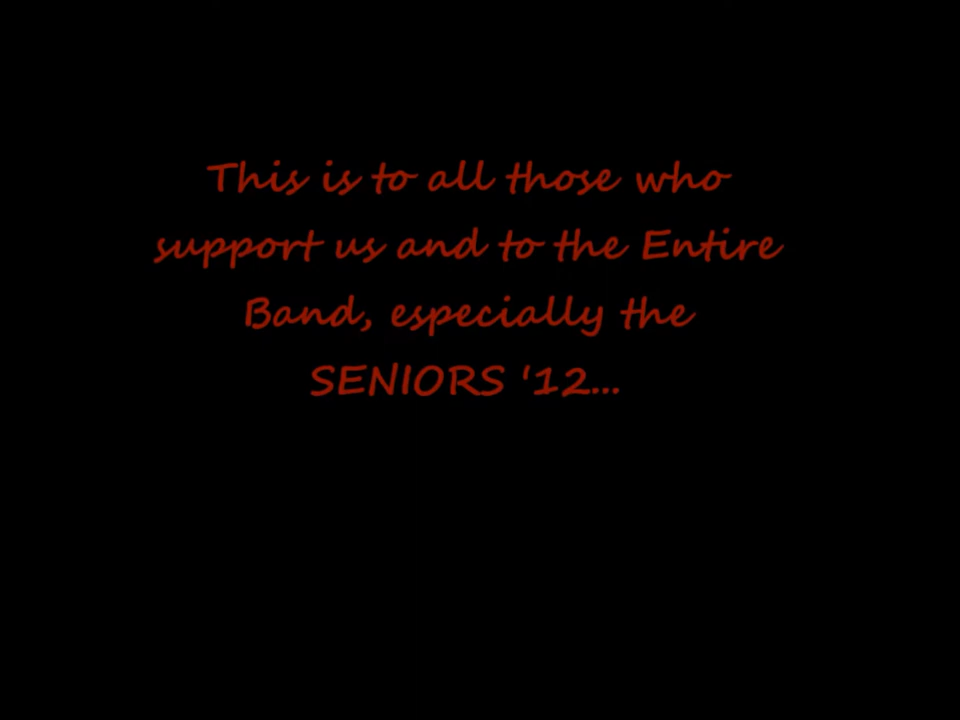 This is to all those who
support us and to the Entire
Band, especially the
SENIORS '12...